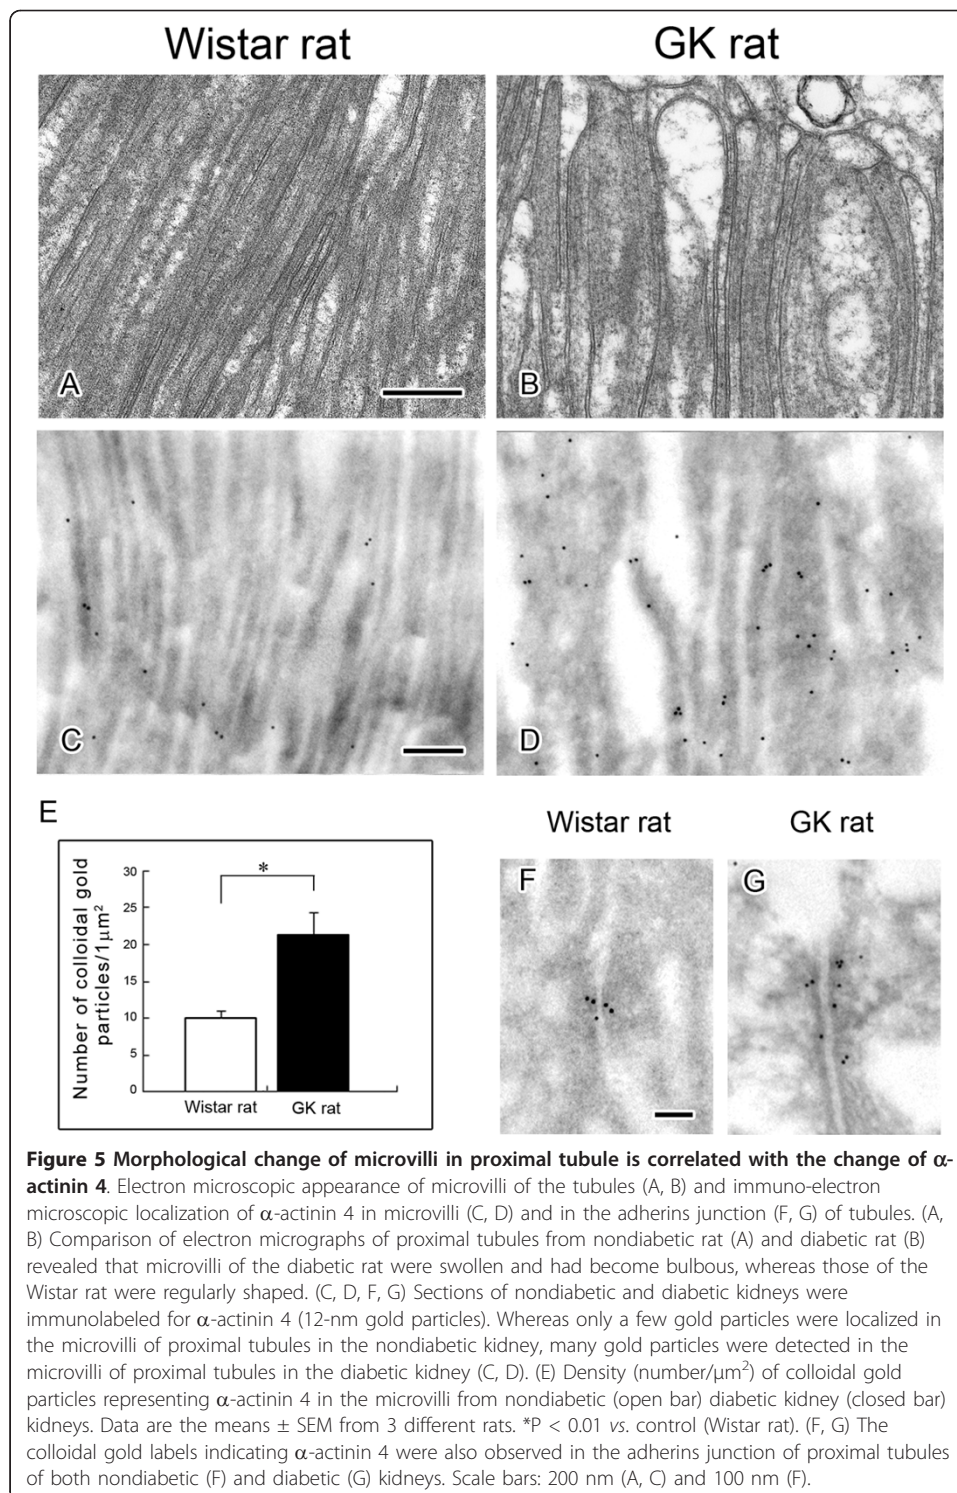 Wistar rat
GK rat
A
B
C
D
E
Number of colloidal gold
particles/1μm²
30
25
20
15
10
5
0
*
Wistar rat
GK rat
Wistar rat
GK rat
F
G
Figure 5 Morphological change of microvilli in proximal tubule is correlated with the change of α-
actinin 4. Electron microscopic appearance of microvilli of the tubules (A, B) and immuno-electron
microscopic localization of α-actinin 4 in microvilli (C, D) and in the adherins junction (F, G) of tubules. (A,
B) Comparison of electron micrographs of proximal tubules from nondiabetic rat (A) and diabetic rat (B)
revealed that microvilli of the diabetic rat were swollen and had become bulbous, whereas those of the
Wistar rat were regularly shaped. (C, D, F, G) Sections of nondiabetic and diabetic kidneys were
immunolabeled for α-actinin 4 (12-nm gold particles). Whereas only a few gold particles were localized in
the microvilli of proximal tubules in the nondiabetic kidney, many gold particles were detected in the
microvilli of proximal tubules in the diabetic kidney (C, D). (E) Density (number/μm²) of colloidal gold
particles representing α-actinin 4 in the microvilli from nondiabetic (open bar) diabetic kidney (closed bar)
kidneys. Data are the means ± SEM from 3 different rats. *P < 0.01 vs. control (Wistar rat). (F, G) The
colloidal gold labels indicating α-actinin 4 were also observed in the adherins junction of proximal tubules
of both nondiabetic (F) and diabetic (G) kidneys. Scale bars: 200 nm (A, C) and 100 nm (F).